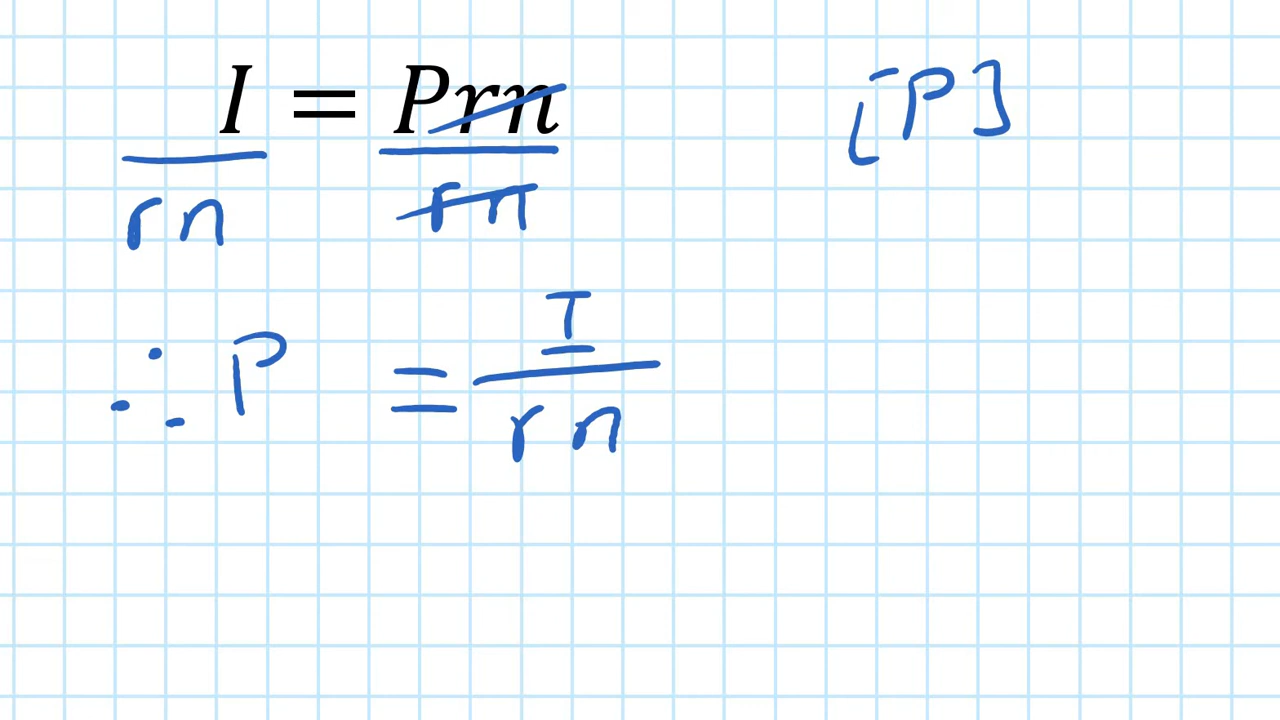 I = Prn [P]
rn rn
∴ P = I
rn